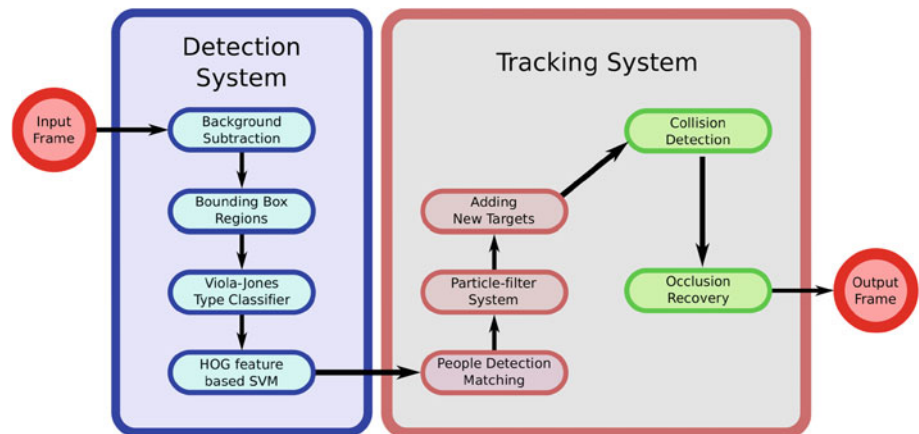 Detection
System
Tracking System
Input
Frame
Background
Subtraction
Bounding Box
Regions
Viola-Jones
Type Classifier
HOG feature
based SVM
People Detection
Matching
Particle-filter
System
Adding
New Targets
Collision
Detection
Occlusion
Recovery
Output
Frame